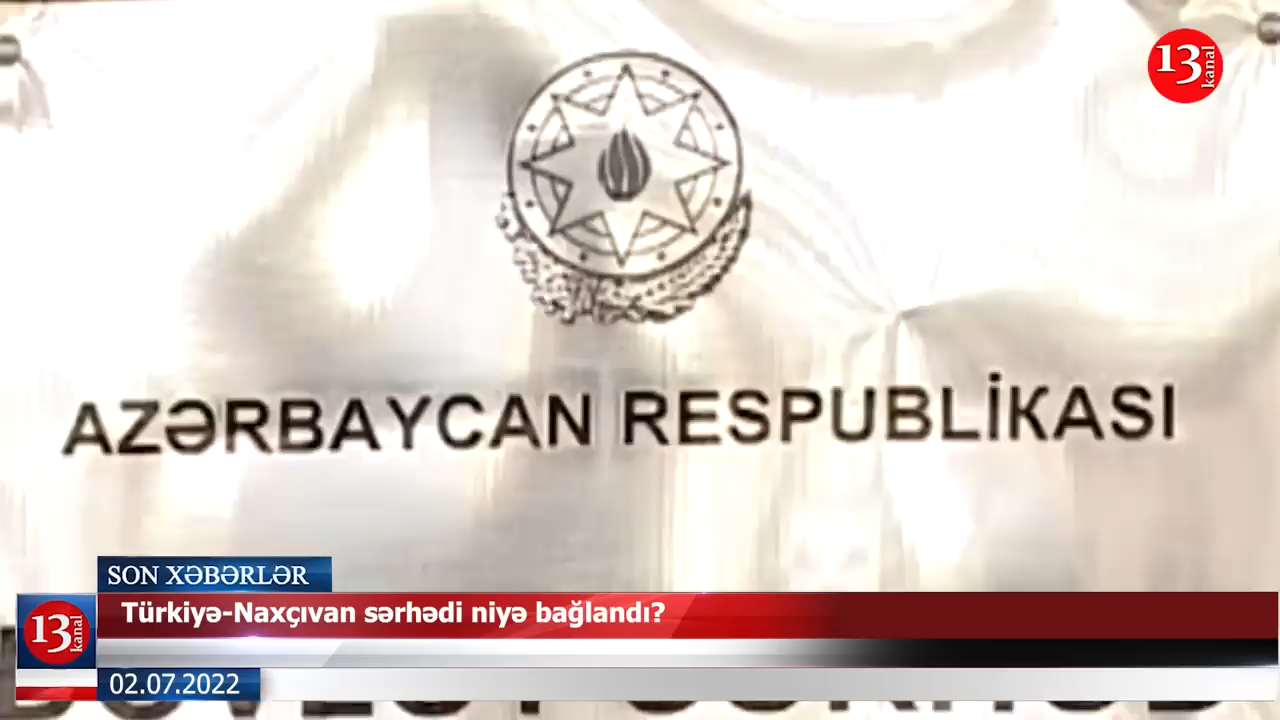 13 kanal
AZƏRBAYCAN RESPUBLİKASI
SON XƏBƏRLƏR
Türkiyə-Naxçıvan sərhədi niyə bağlandı?
13 kanal
02.07.2022